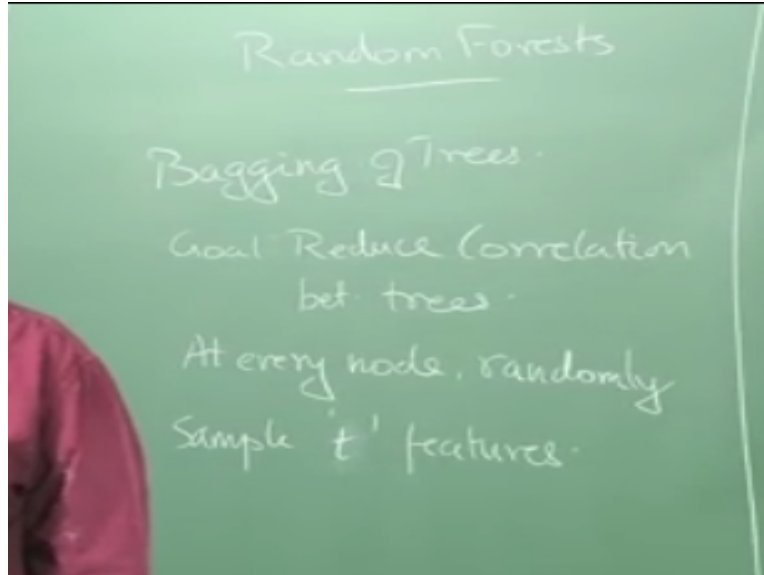 Random Forests
Bagging of Trees.
Goal Reduce Correlation
bet. trees.
At every node, randomly
Sample 't' features.